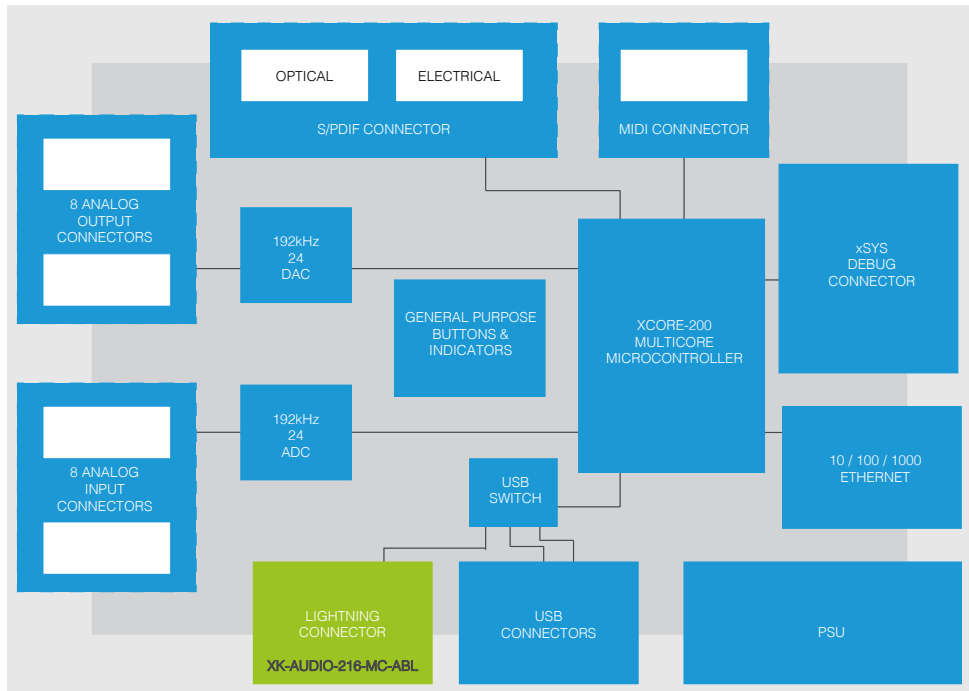 OPTICAL
ELECTRICAL
S/PDIF CONNECTOR
MIDI CONNNECTOR
8 ANALOG
OUTPUT
CONNECTORS
192kHz
24
DAC
GENERAL PURPOSE
BUTTONS &
INDICATORS
XCORE-200
MULTICORE
MICROCONTROLLER
xSYS
DEBUG
CONNECTOR
8 ANALOG
INPUT
CONNECTORS
192kHz
24
ADC
USB
SWITCH
10 / 100 / 1000
ETHERNET
LIGHTNING
CONNECTOR
XK-AUDIO-216-MC-ABL
USB
CONNECTORS
PSU